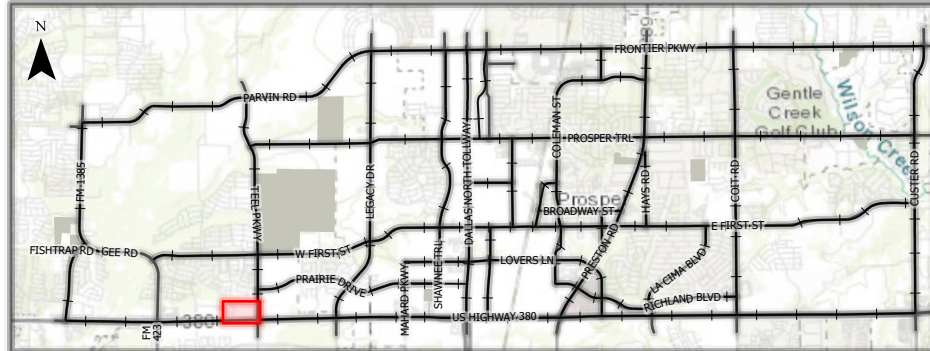 N
FRONTIER PKWY
PARVIN RD
Gentle
Creek
Golf Club
Wilson Creek
PROSPER TRL
COLEMAN ST
DALLAS NORTH TOLLWAY
FM 1385
TEEL PKWY
LEGACY DR
HAYS RD
COIT RD
CUSTER RD
Prosper
BROADWAY ST
E FIRST ST
FISHTRAP RD
GEE RD
W FIRST ST
SHAWNEE TRL
LOVERS LN
PRESTON RD
LA CIMA BLVD
PRAIRIE DRIVE
MAHARD PKWY
RICHLAND BLVD
US HIGHWAY 380
380
FM
423